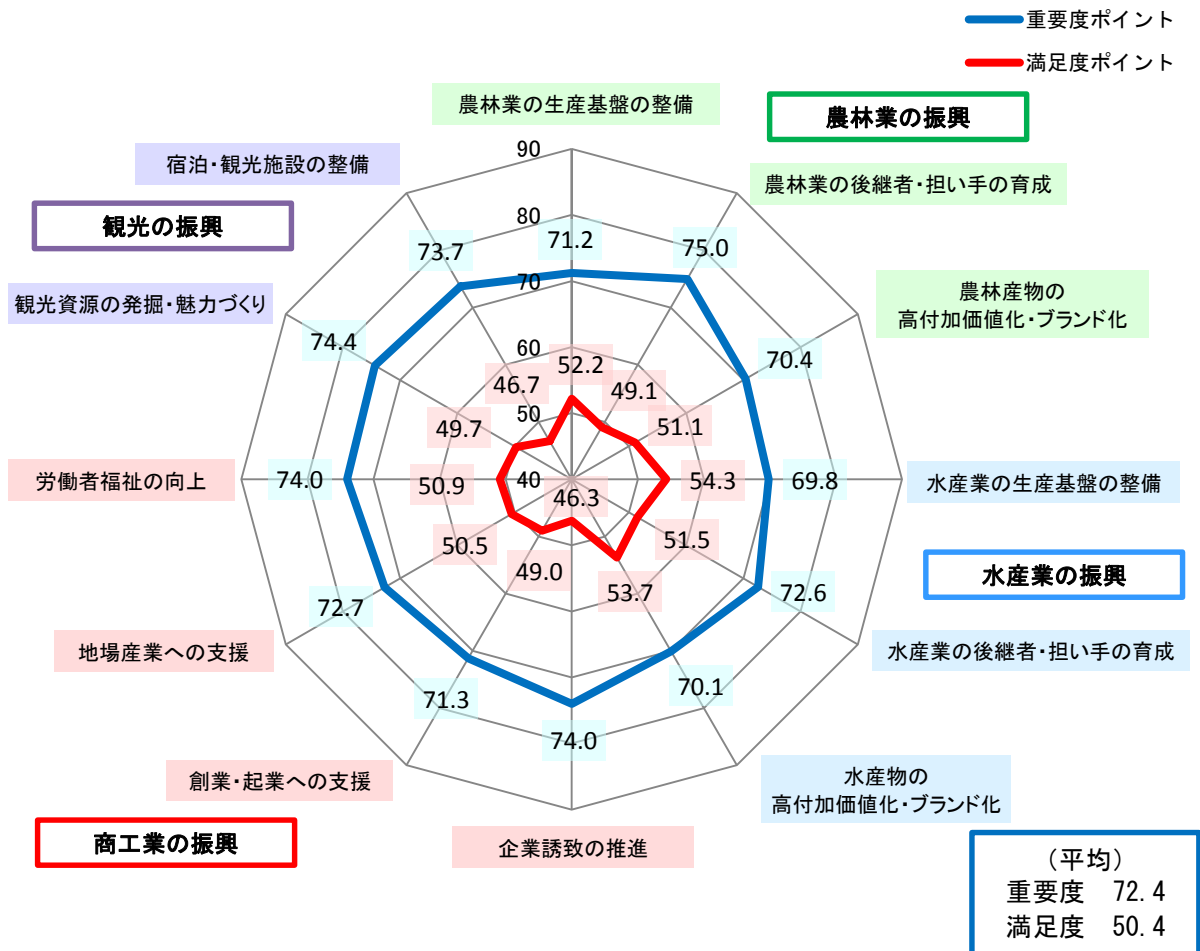 重要度ポイント
満足度ポイント
農林業の生産基盤の整備
農林業の振興
宿泊・観光施設の整備
農林業の後継者・担い手の育成
観光の振興
観光資源の発掘・魅力づくり
農林産物の
高付加価値化・ブランド化
労働者福祉の向上
水産業の生産基盤の整備
水産業の振興
地場産業への支援
水産業の後継者・担い手の育成
創業・起業への支援
水産物の
高付加価値化・ブランド化
商工業の振興
企業誘致の推進
90
80
70
60
50
40
71.2
75.0
70.4
69.8
72.6
70.1
74.0
71.3
72.7
74.0
74.4
73.7
52.2
49.1
51.1
54.3
51.5
53.7
46.3
49.0
50.5
50.9
49.7
46.7
（平均）
重要度 72.4
満足度 50.4